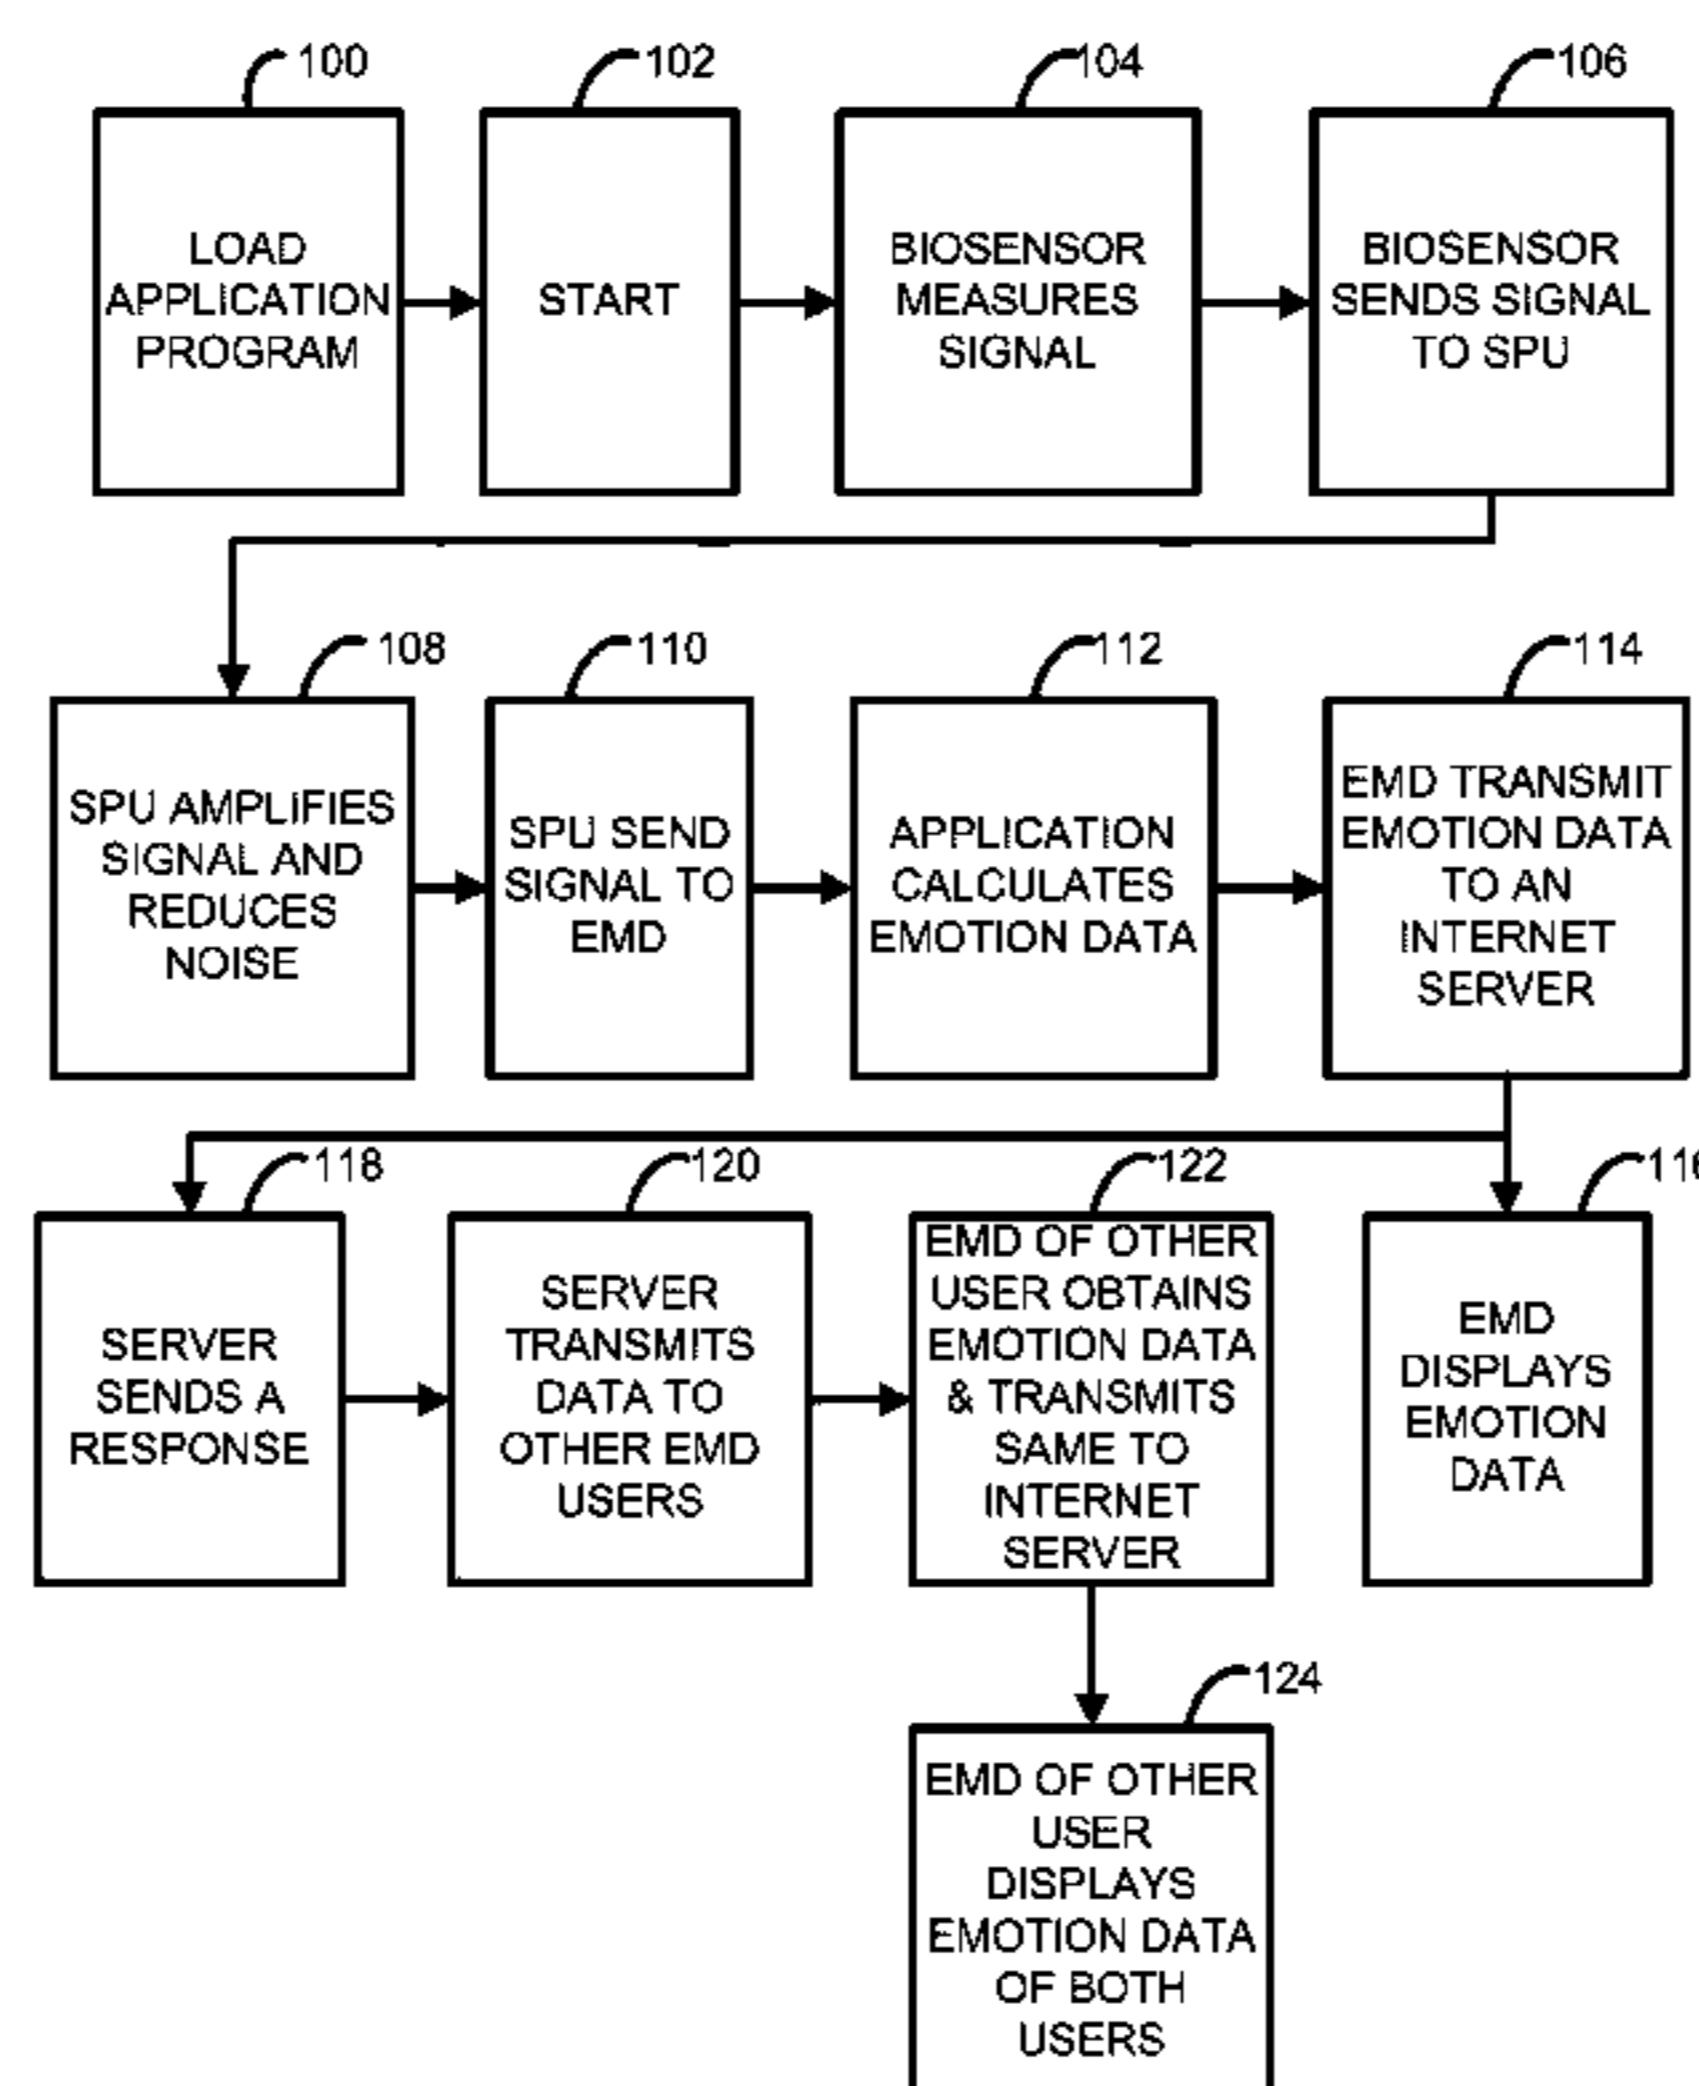 100
LOAD
APPLICATION
PROGRAM
102
START
104
BIOSENSOR
MEASURES
SIGNAL
106
BIOSENSOR
SENDS SIGNAL
TO SPU
108
SPU AMPLIFIES
SIGNAL AND
REDUCES
NOISE
110
SPU SEND
SIGNAL TO
EMD
112
APPLICATION
CALCULATES
EMOTION DATA
114
EMD TRANSMIT
EMOTION DATA
TO AN
INTERNET
SERVER
118
SERVER
SENDS A
RESPONSE
120
SERVER
TRANSMITS
DATA TO
OTHER EMD
USERS
122
EMD OF OTHER
USER OBTAINS
EMOTION DATA
& TRANSMITS
SAME TO
INTERNET
SERVER
116
EMD
DISPLAYS
EMOTION
DATA
124
EMD OF OTHER
USER
DISPLAYS
EMOTION DATA
OF BOTH
USERS